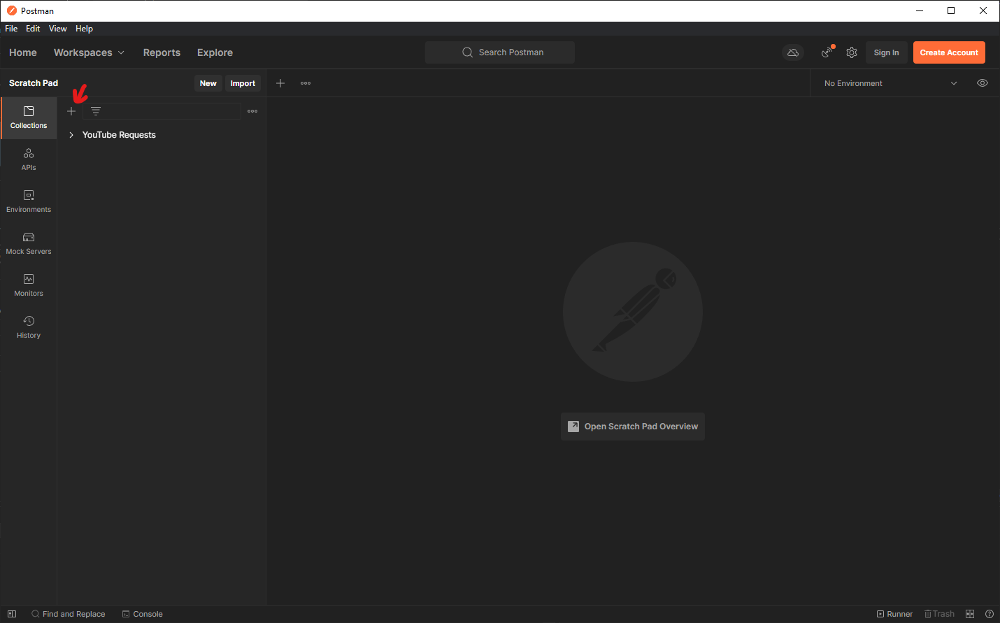 Postman
File Edit View Help
Home Workspaces Reports Explore Search Postman Sign In Create Account
Scratch Pad New Import No Environment
Collections
YouTube Requests
APIs
Environments
Mock Servers
Monitors
History
Open Scratch Pad Overview
Find and Replace Console Runner Trash